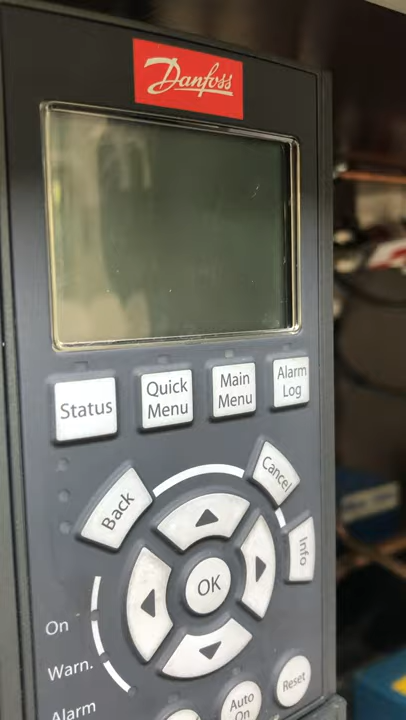 Danfoss
Status
Quick
Menu
Main
Menu
Alarm
Log
Back
Cancel
Info
OK
On
Warn.
Alarm
Auto
On
Reset